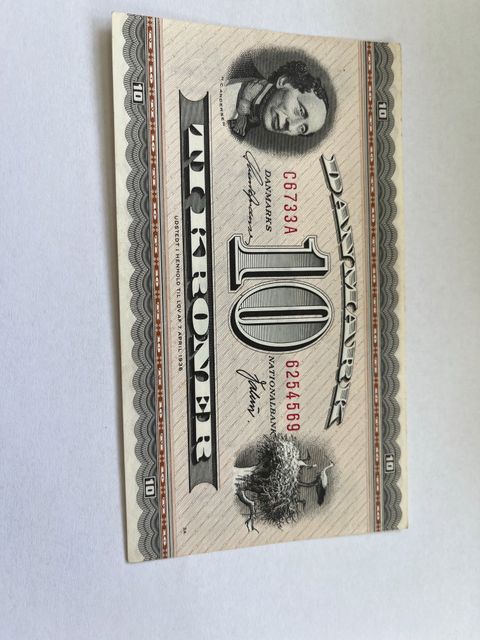 10
10
DANMARK
C6733A
6254569
DANMARKS
NATIONALBANK
10
H.C.ANDERSEN
TI KRONER
UDSTEDT I HENHOLD TIL LOV AF 7. APRIL 1936
10
10